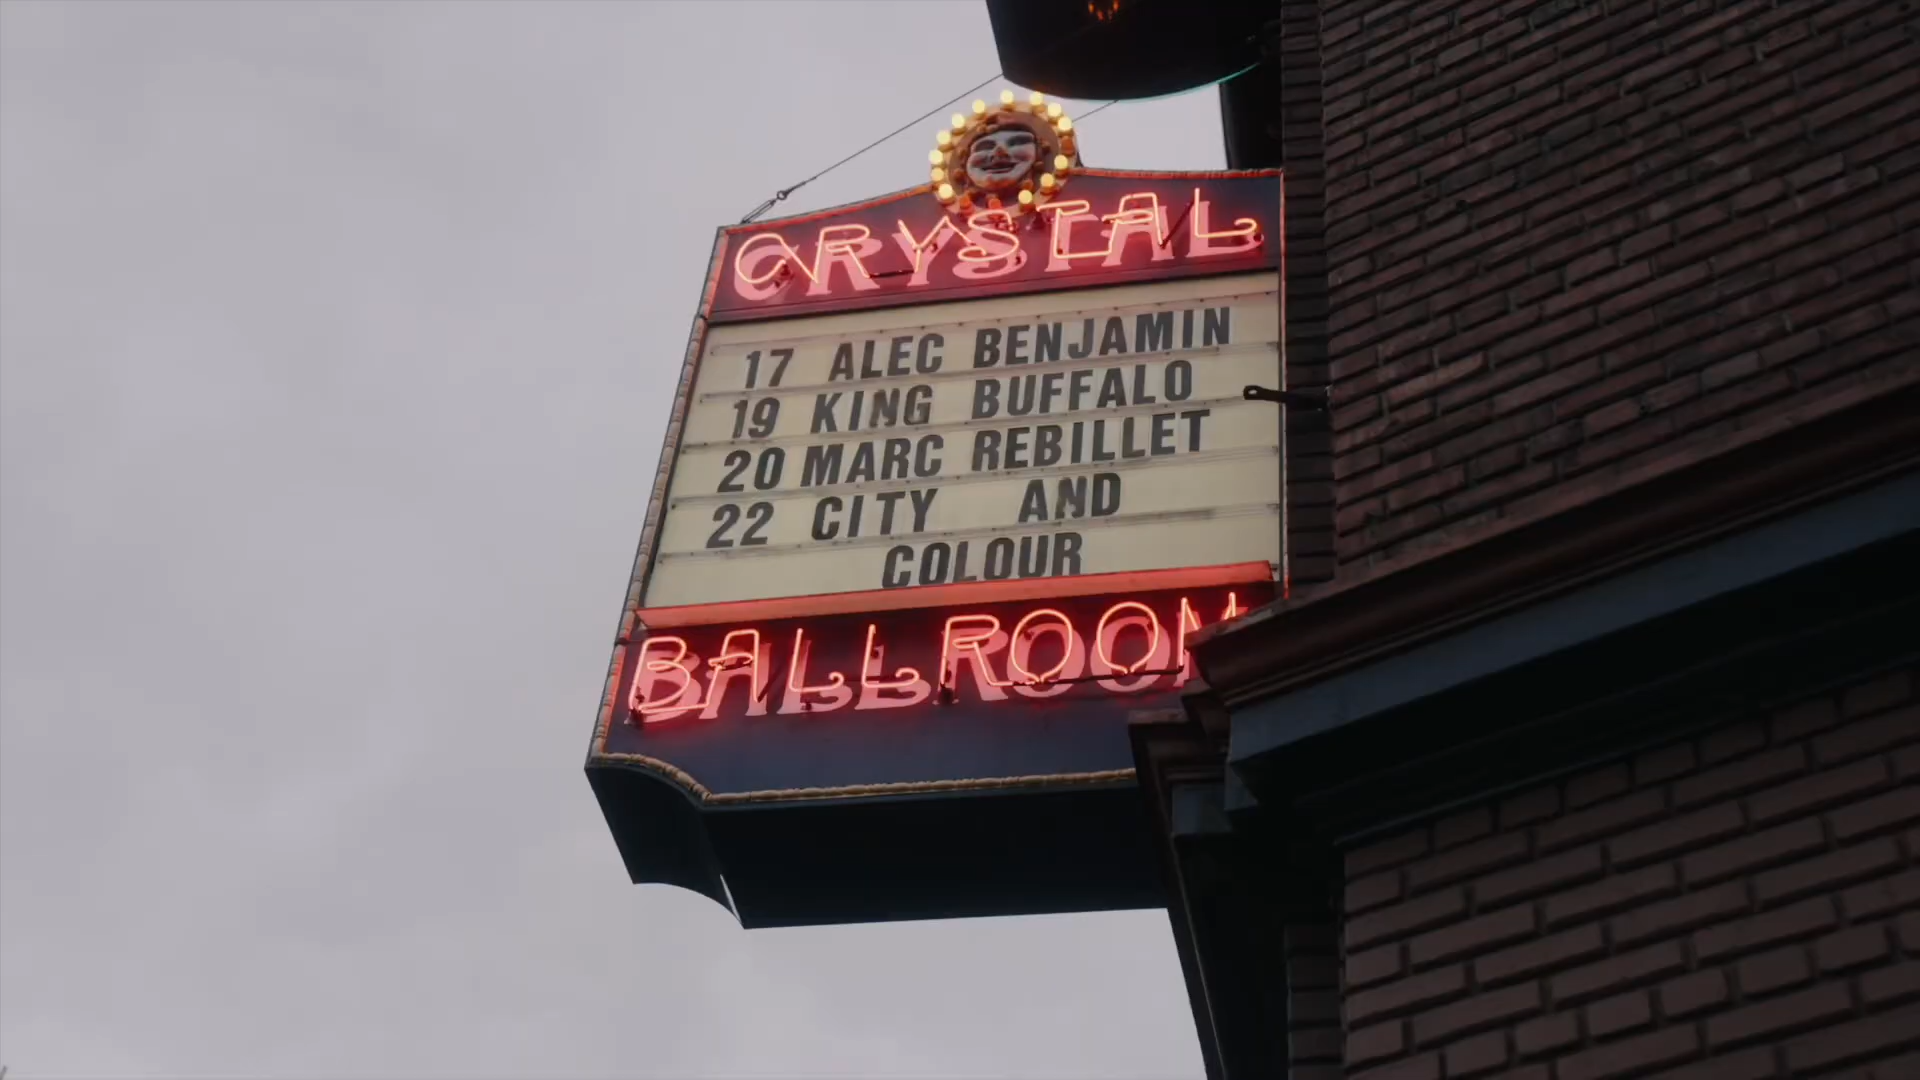 CRYSTAL
17 ALEC BENJAMIN
19 KING BUFFALO
20 MARC REBILLET
22 CITY AND
COLOUR
BALLROOM